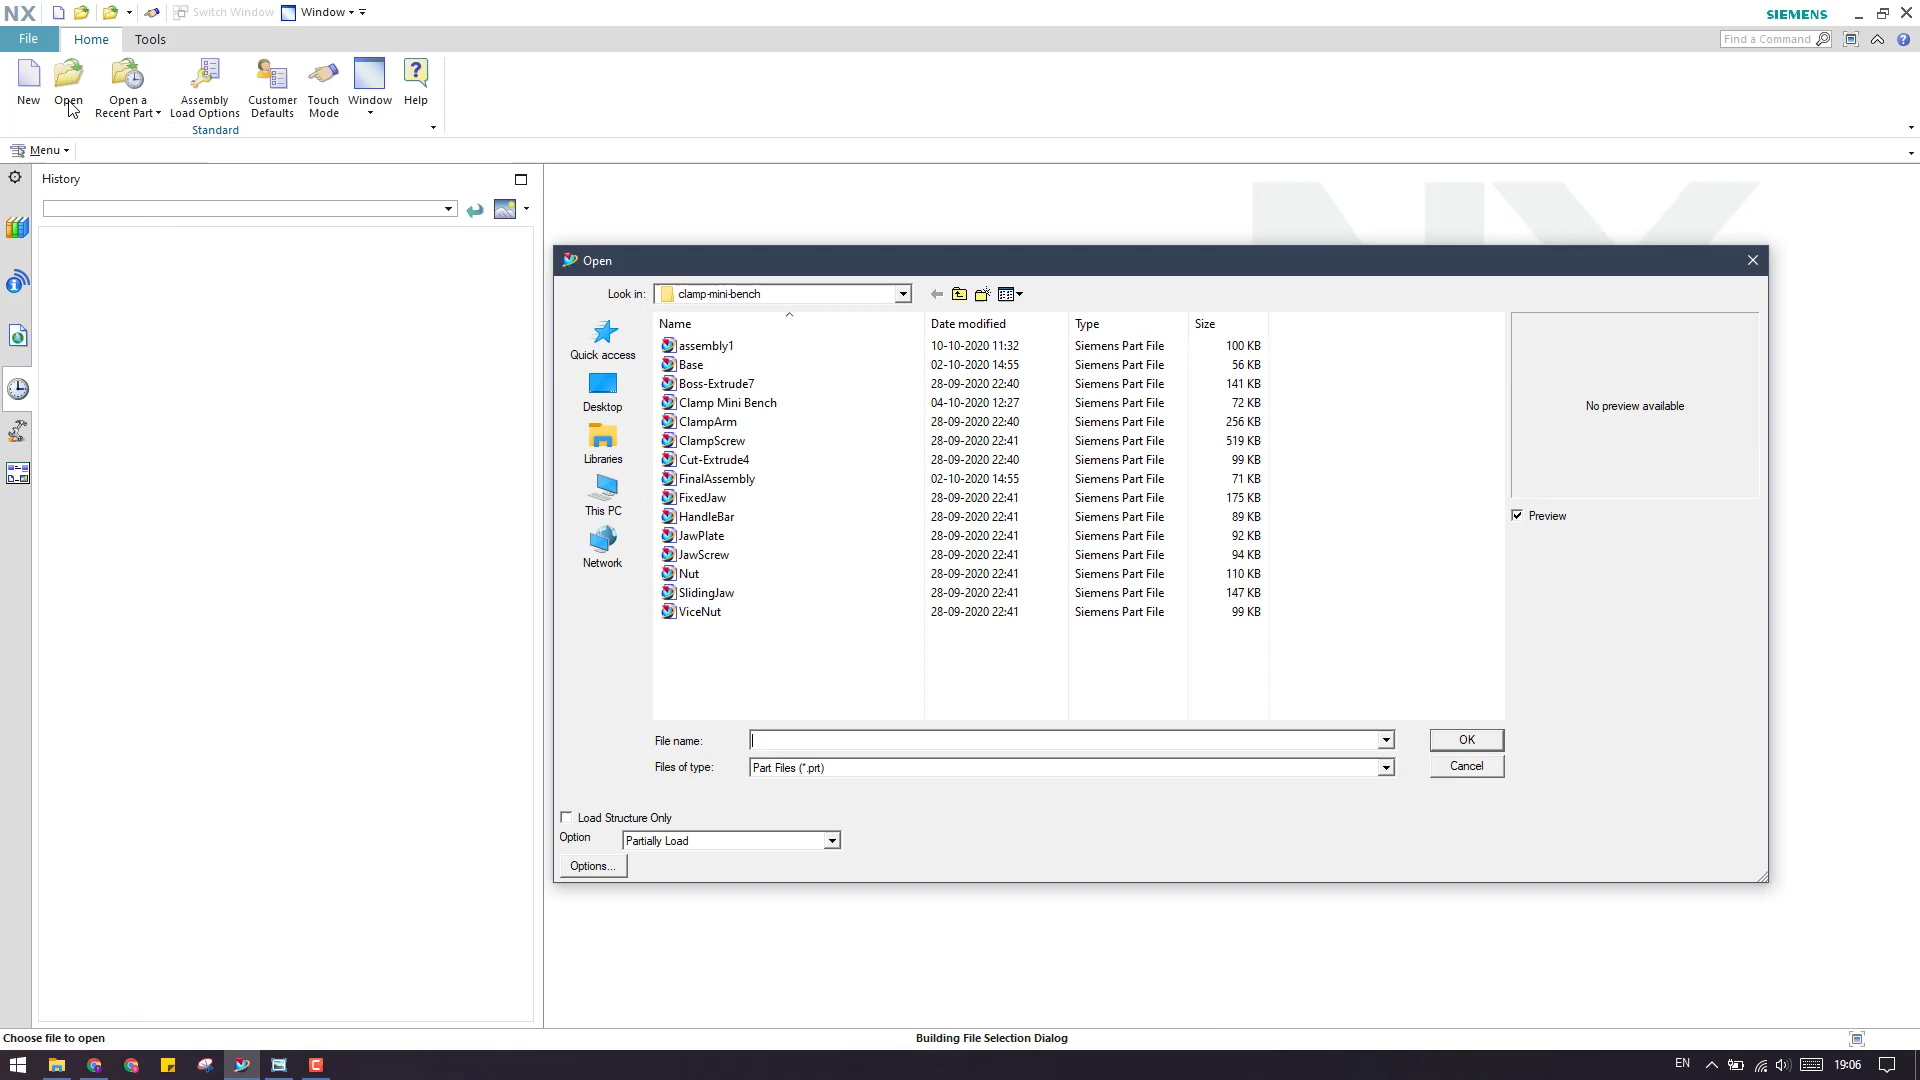 NX Switch Window Window SIEMENS
File Home Tools Find a Command
New Open Open a Recent Part Assembly Load Options Customer Defaults Touch Mode Window Help
Standard
Menu
History
Open
Look in: clamp-mini-bench
Name Date modified Type Size
assembly1 10-10-2020 11:32 Siemens Part File 100 KB
Base 02-10-2020 14:55 Siemens Part File 56 KB
Boss-Extrude7 28-09-2020 22:40 Siemens Part File 141 KB
Clamp Mini Bench 04-10-2020 12:27 Siemens Part File 72 KB
ClampArm 28-09-2020 22:40 Siemens Part File 256 KB
ClampScrew 28-09-2020 22:41 Siemens Part File 519 KB
Cut-Extrude4 28-09-2020 22:40 Siemens Part File 99 KB
FinalAssembly 02-10-2020 14:55 Siemens Part File 71 KB
FixedJaw 28-09-2020 22:41 Siemens Part File 175 KB
HandleBar 28-09-2020 22:41 Siemens Part File 89 KB
JawPlate 28-09-2020 22:41 Siemens Part File 92 KB
JawScrew 28-09-2020 22:41 Siemens Part File 94 KB
Nut 28-09-2020 22:41 Siemens Part File 110 KB
SlidingJaw 28-09-2020 22:41 Siemens Part File 147 KB
ViceNut 28-09-2020 22:41 Siemens Part File 99 KB
Quick access
Desktop
Libraries
This PC
Network
No preview available
Preview
File name: OK
Files of type: Part Files (*.prt) Cancel
Load Structure Only
Option Partially Load
Options...
Choose file to open Building File Selection Dialog
EN 19:06